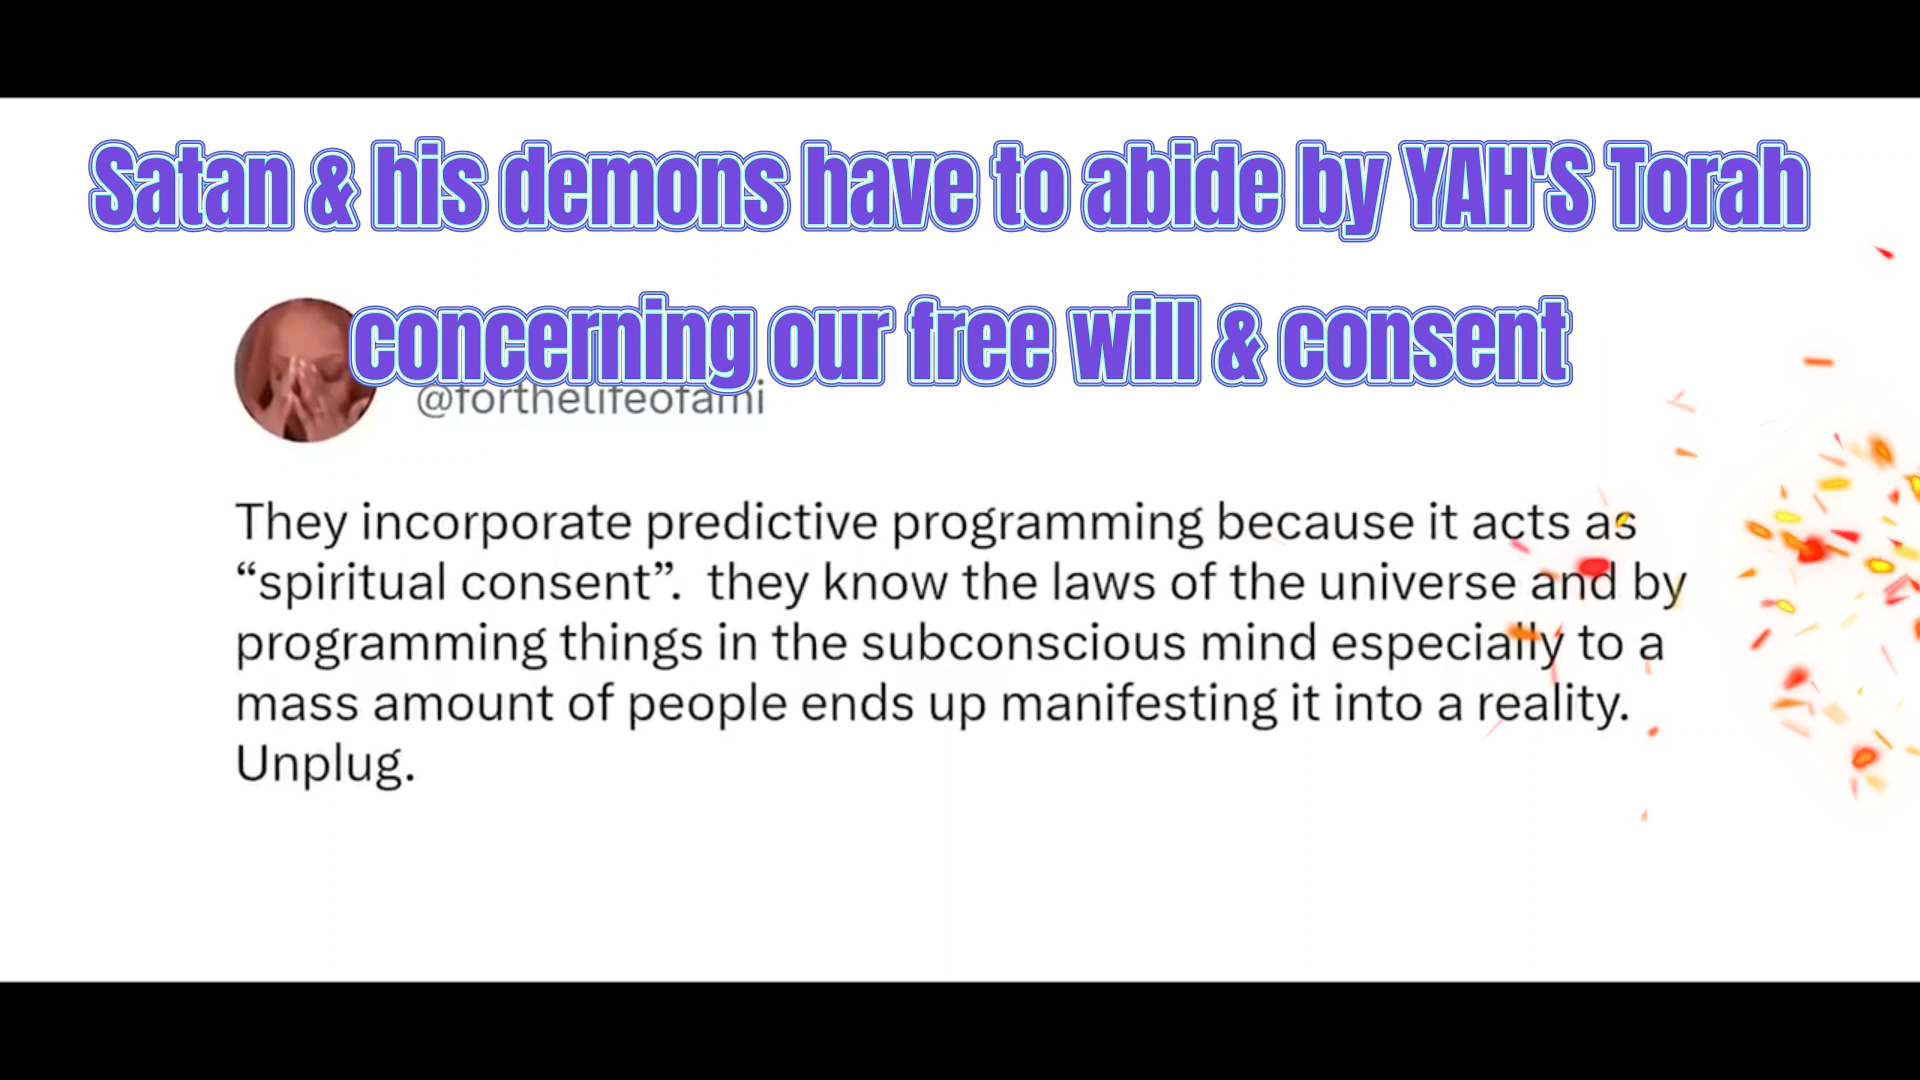 Satan & his demons have to abide by YAH'S Torah
concerning our free will & consent
@forthelifeofami
They incorporate predictive programming because it acts as
“spiritual consent”.  they know the laws of the universe and by
programming things in the subconscious mind especially to a
mass amount of people ends up manifesting it into a reality.
Unplug.